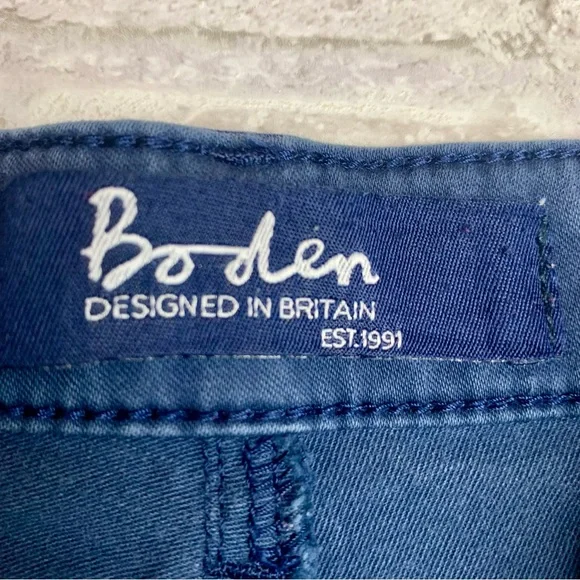 Boden
DESIGNED IN BRITAIN
EST.1991